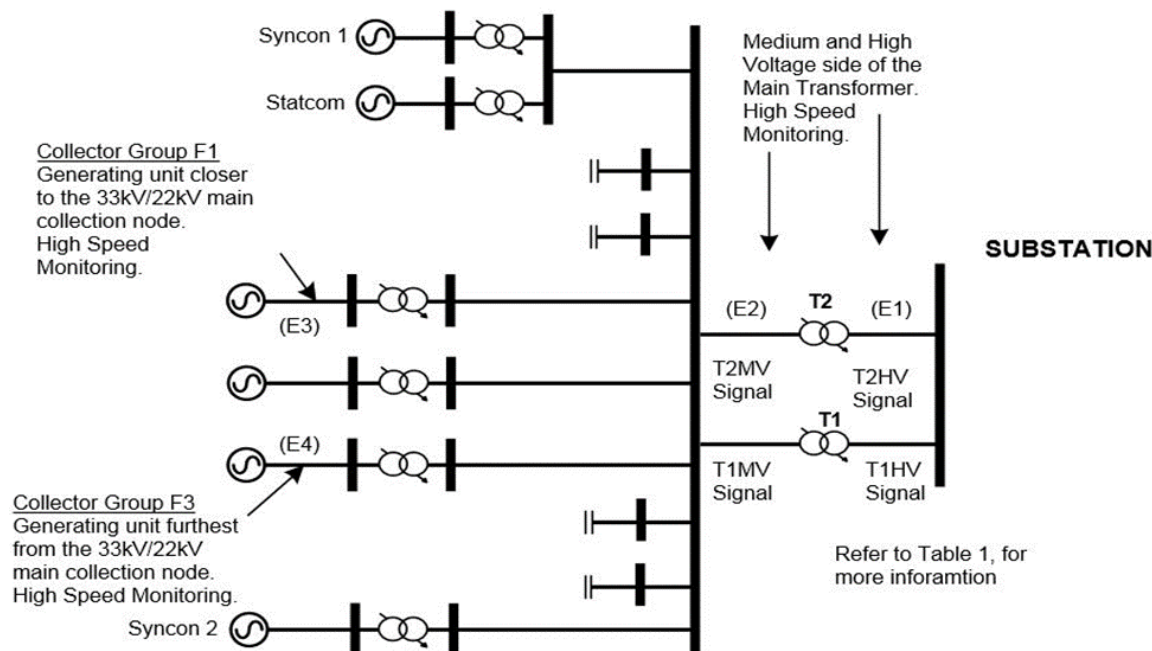 Syncon 1
Statcom
Collector Group F1
Generating unit closer
to the 33kV/22kV main
collection node.
High Speed
Monitoring.
(E3)
(E4)
Collector Group F3
Generating unit furthest
from the 33kV/22kV
main collection node.
High Speed Monitoring.
Syncon 2
Medium and High
Voltage side of the
Main Transformer.
High Speed
Monitoring.
SUBSTATION
(E2)
T2
(E1)
T2MV
Signal
T2HV
Signal
T1
T1MV
Signal
T1HV
Signal
Refer to Table 1, for
more inforamtion